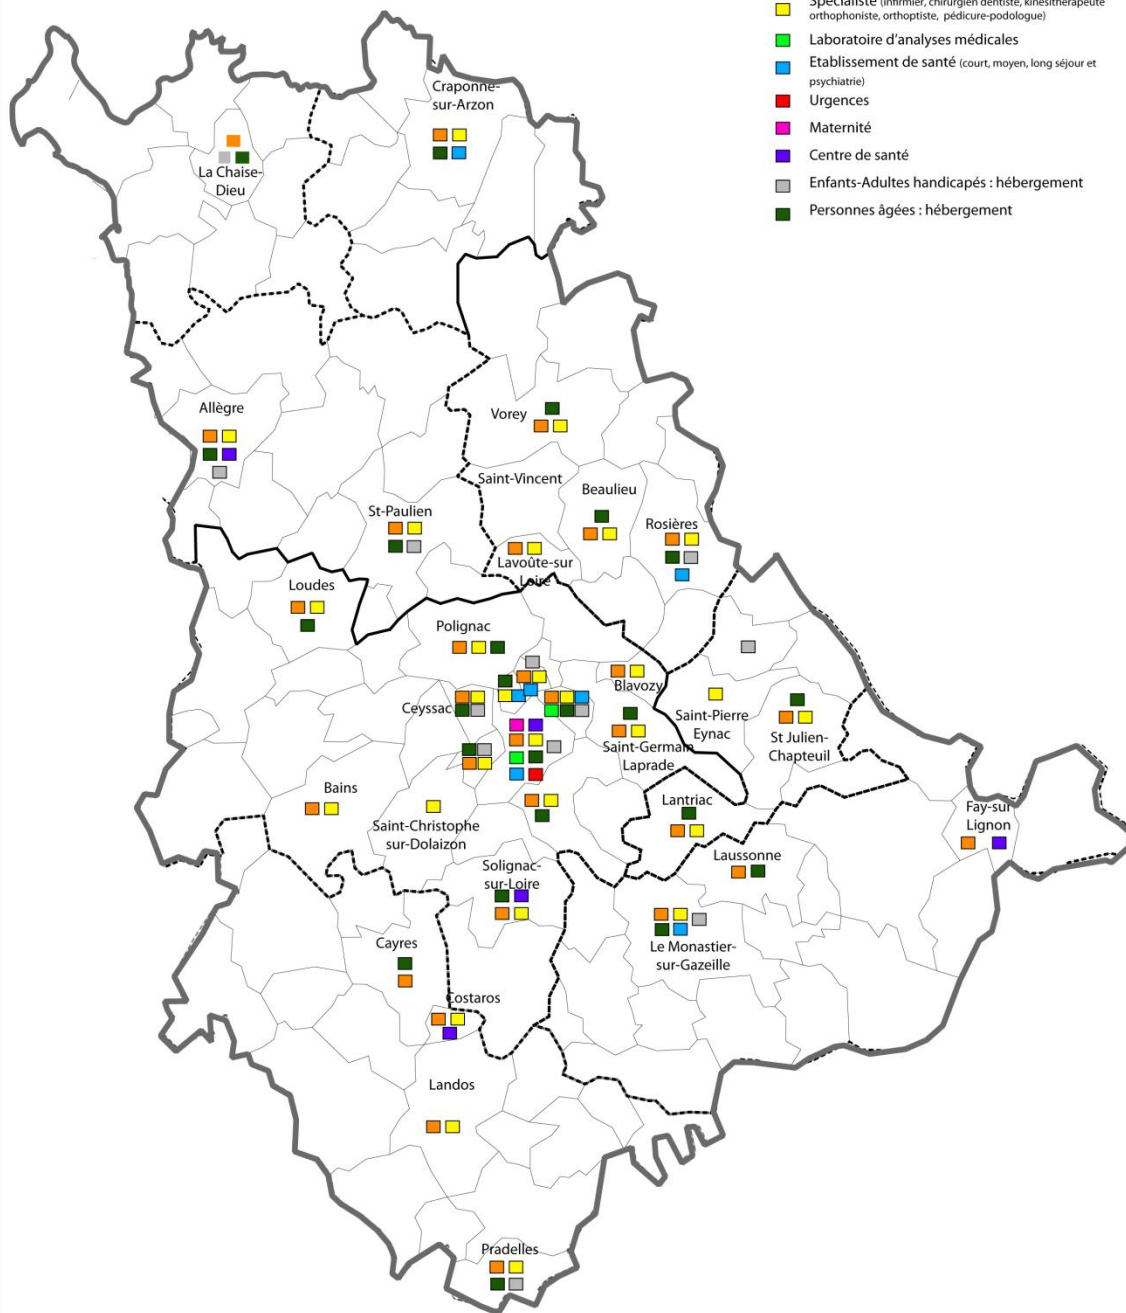 Spécialiste (infirmier, chirurgien dentiste, kinésithérapeute
orthophoniste, orthoptiste, pédicure-podologue)
Laboratoire d'analyses médicales
Etablissement de santé (court, moyen, long séjour et
psychiatrie)
Urgences
Maternité
Centre de santé
Enfants-Adultes handicapés : hébergement
Personnes âgées : hébergement
Craponne-
sur-Arzon
La Chaise-
Dieu
Allègre
Vorey
Saint-Vincent
Beaulieu
St-Paulien
Rosières
Lavoûte-sur
Loire
Loudes
Polignac
Blavozy
Ceyssac
Saint-Pierre
Eynac
St Julien-
Chapteuil
Saint-Germain
Laprade
Bains
Saint-Christophe
sur-Dolaizon
Lantriac
Fay-sur
Lignon
Solignac-
sur-Loire
Laussonne
Le Monastier-
sur-Gazeille
Cayres
Costaros
Landos
Pradelles